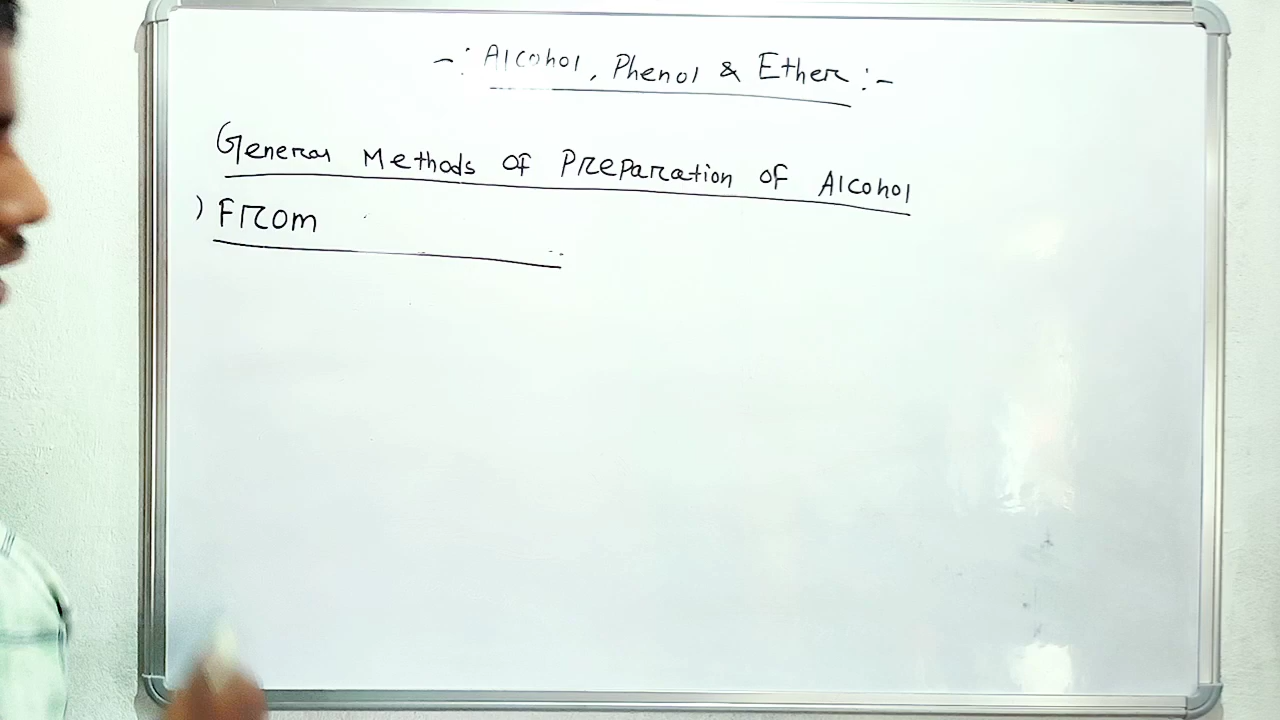 -: Alcohol, Phenol & Ether :-
General Methods of Preparation of Alcohol
) From